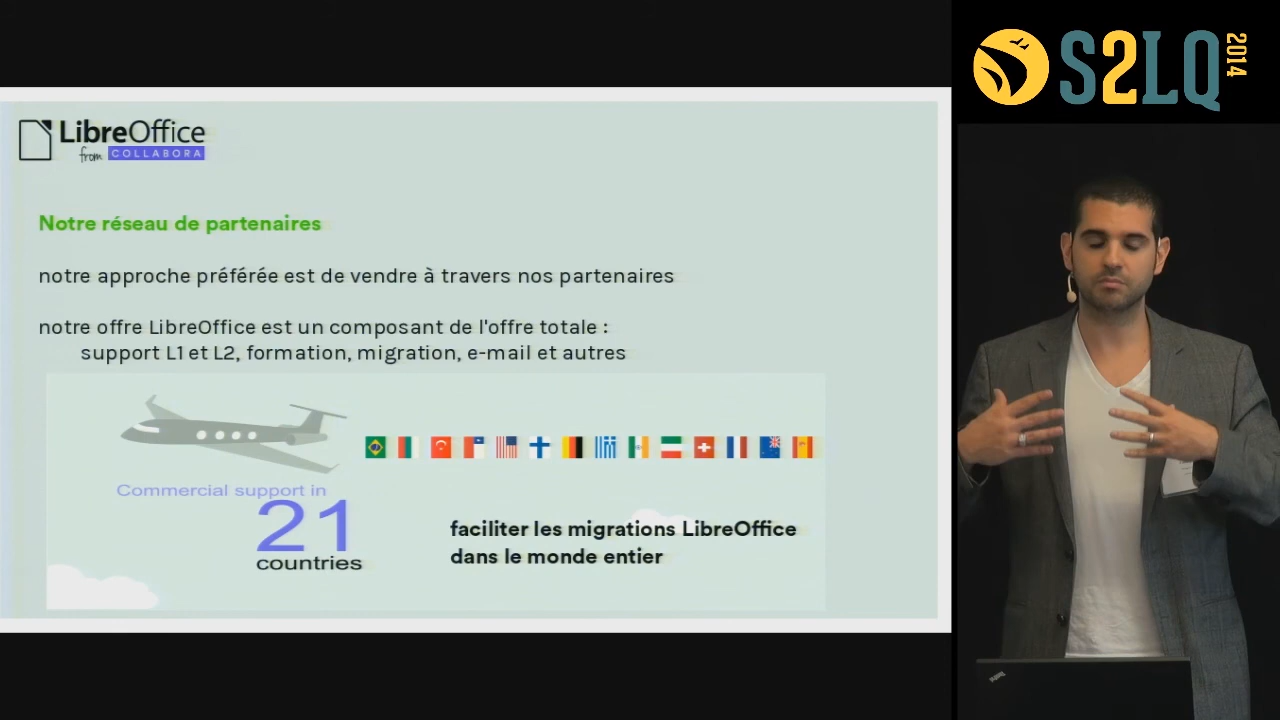 LibreOffice
from COLLABORA
Notre réseau de partenaires
notre approche préférée est de vendre à travers nos partenaires
notre offre LibreOffice est un composant de l'offre totale :
support L1 et L2, formation, migration, e-mail et autres
Commercial support in
21
countries
faciliter les migrations LibreOffice
dans le monde entier
S2LQ 2014
ThinkPad